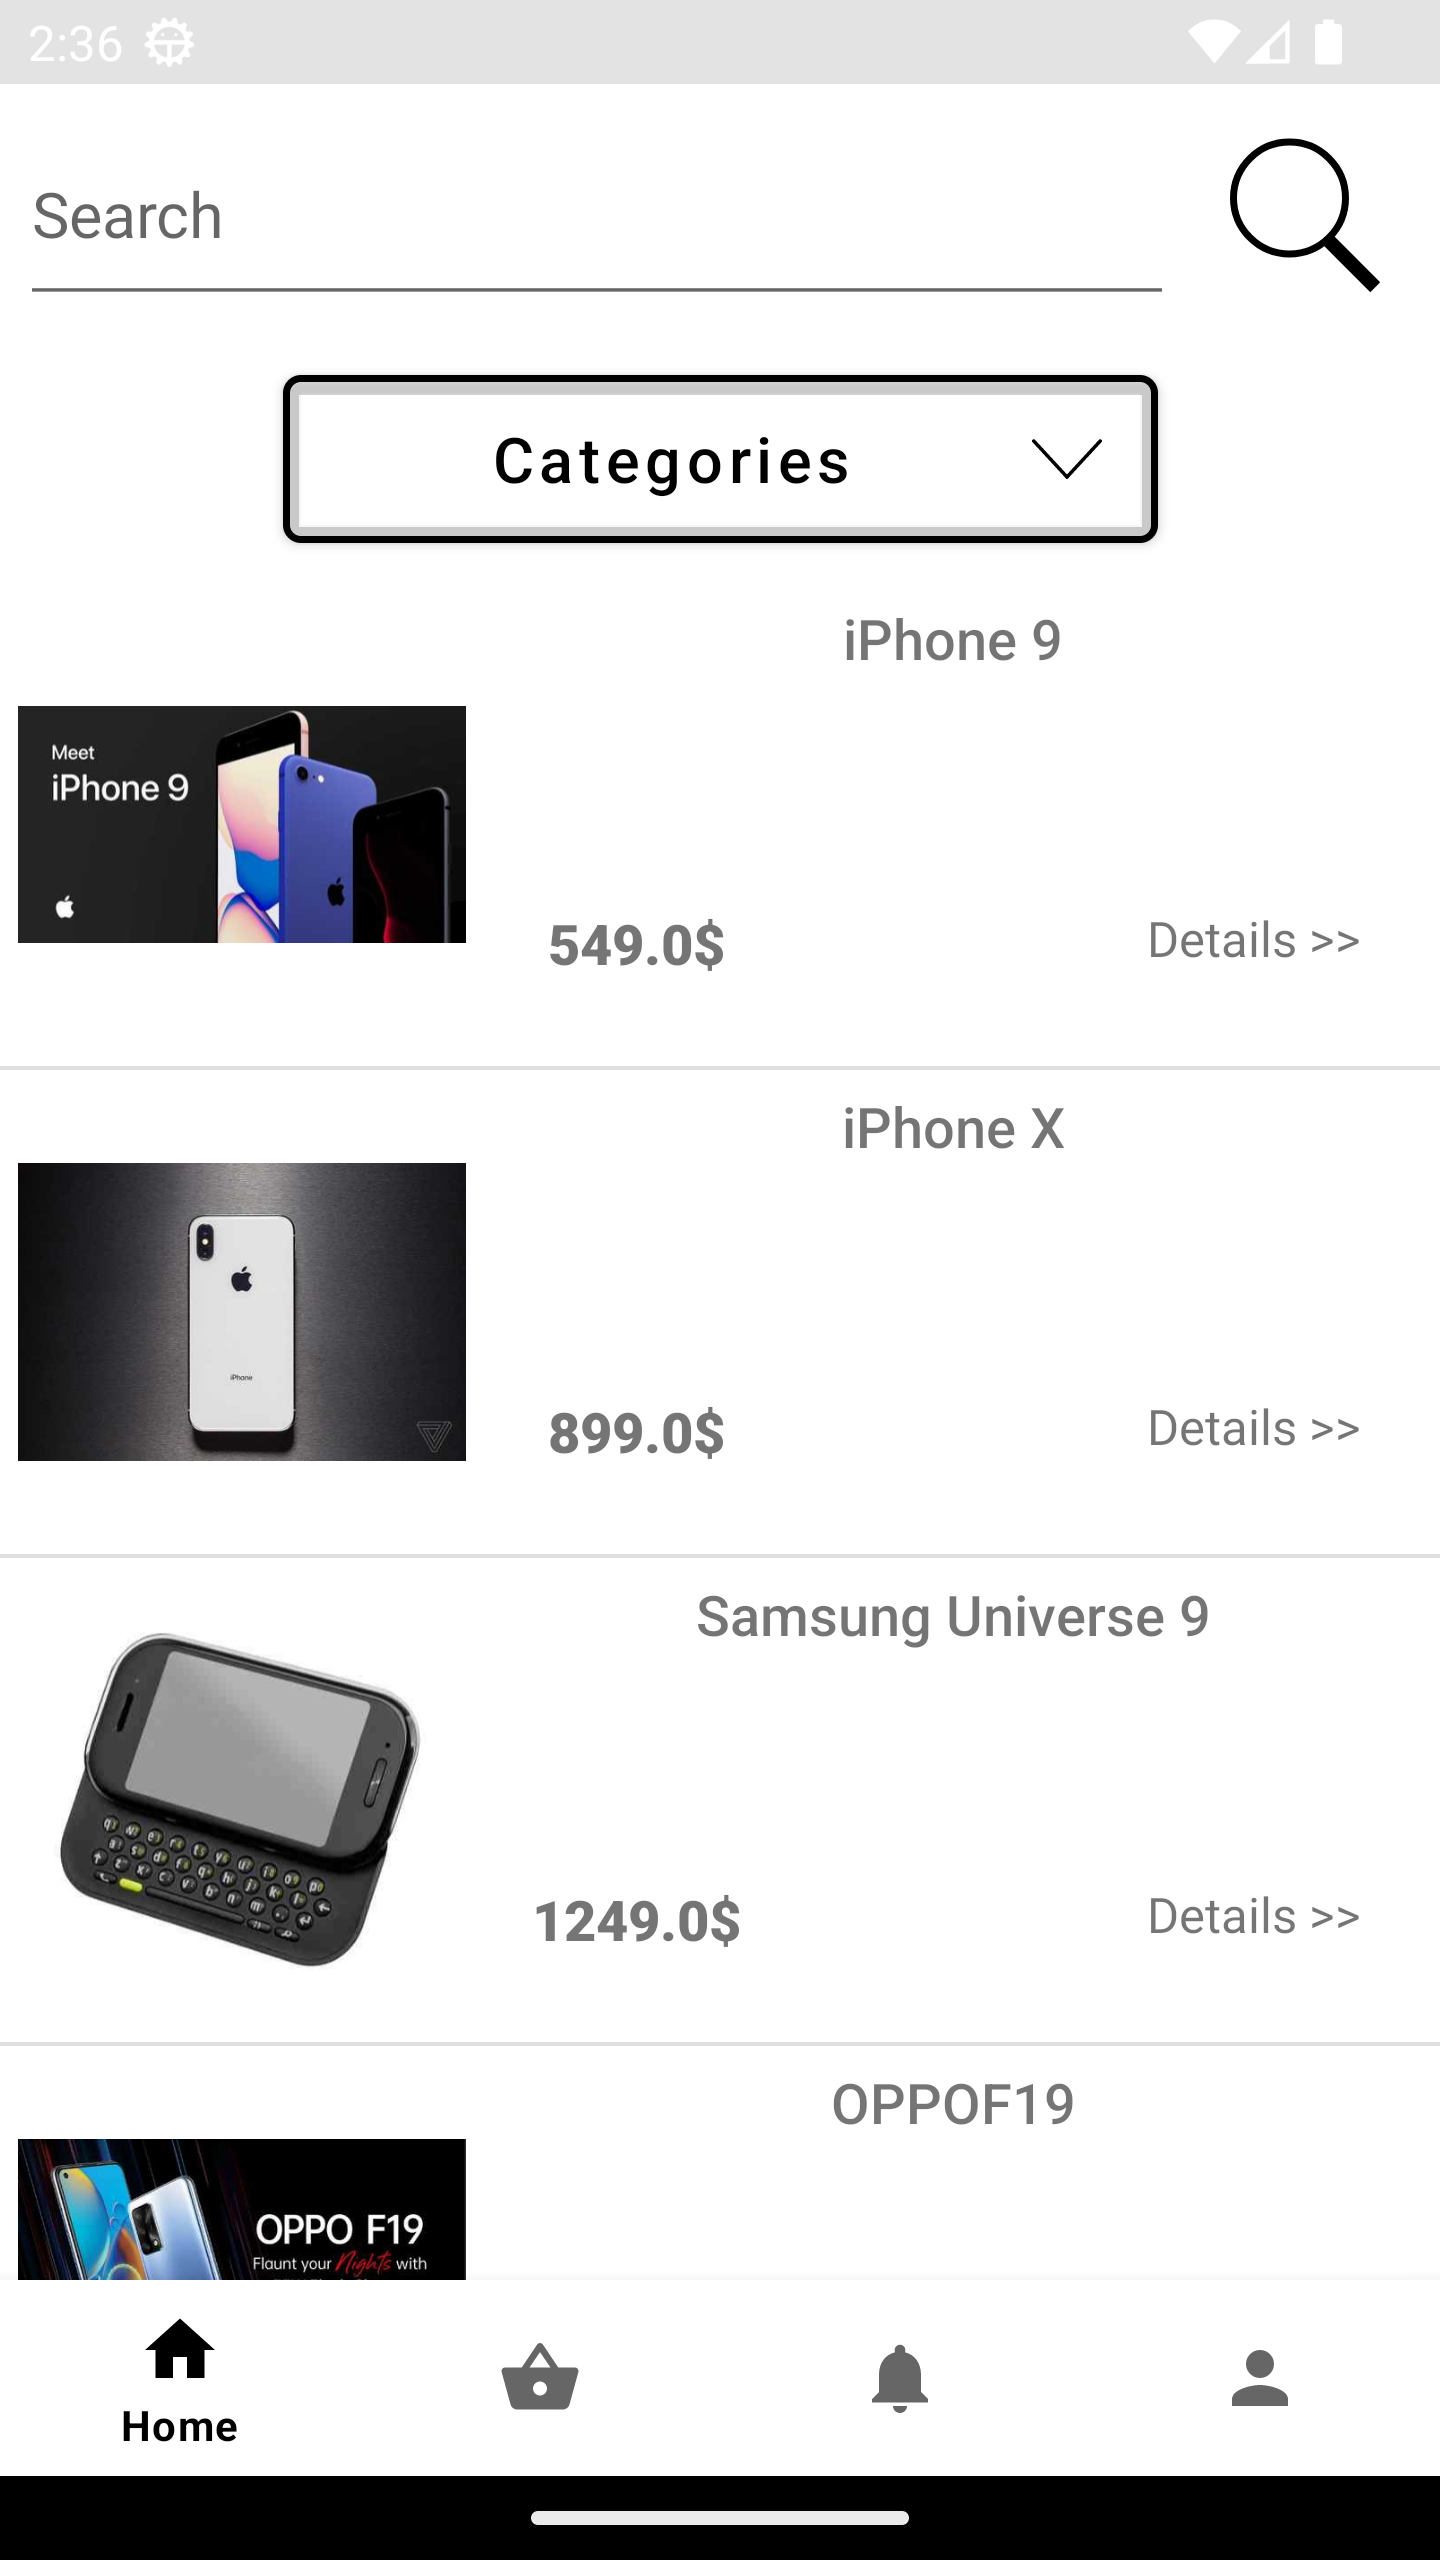 2:36
Search
Categories
iPhone 9
Meet
iPhone 9
549.0$
Details >>
iPhone X
iPhone
899.0$
Details >>
Samsung Universe 9
1249.0$
Details >>
OPPOF19
OPPO F19
Flaunt your Nights with
Home